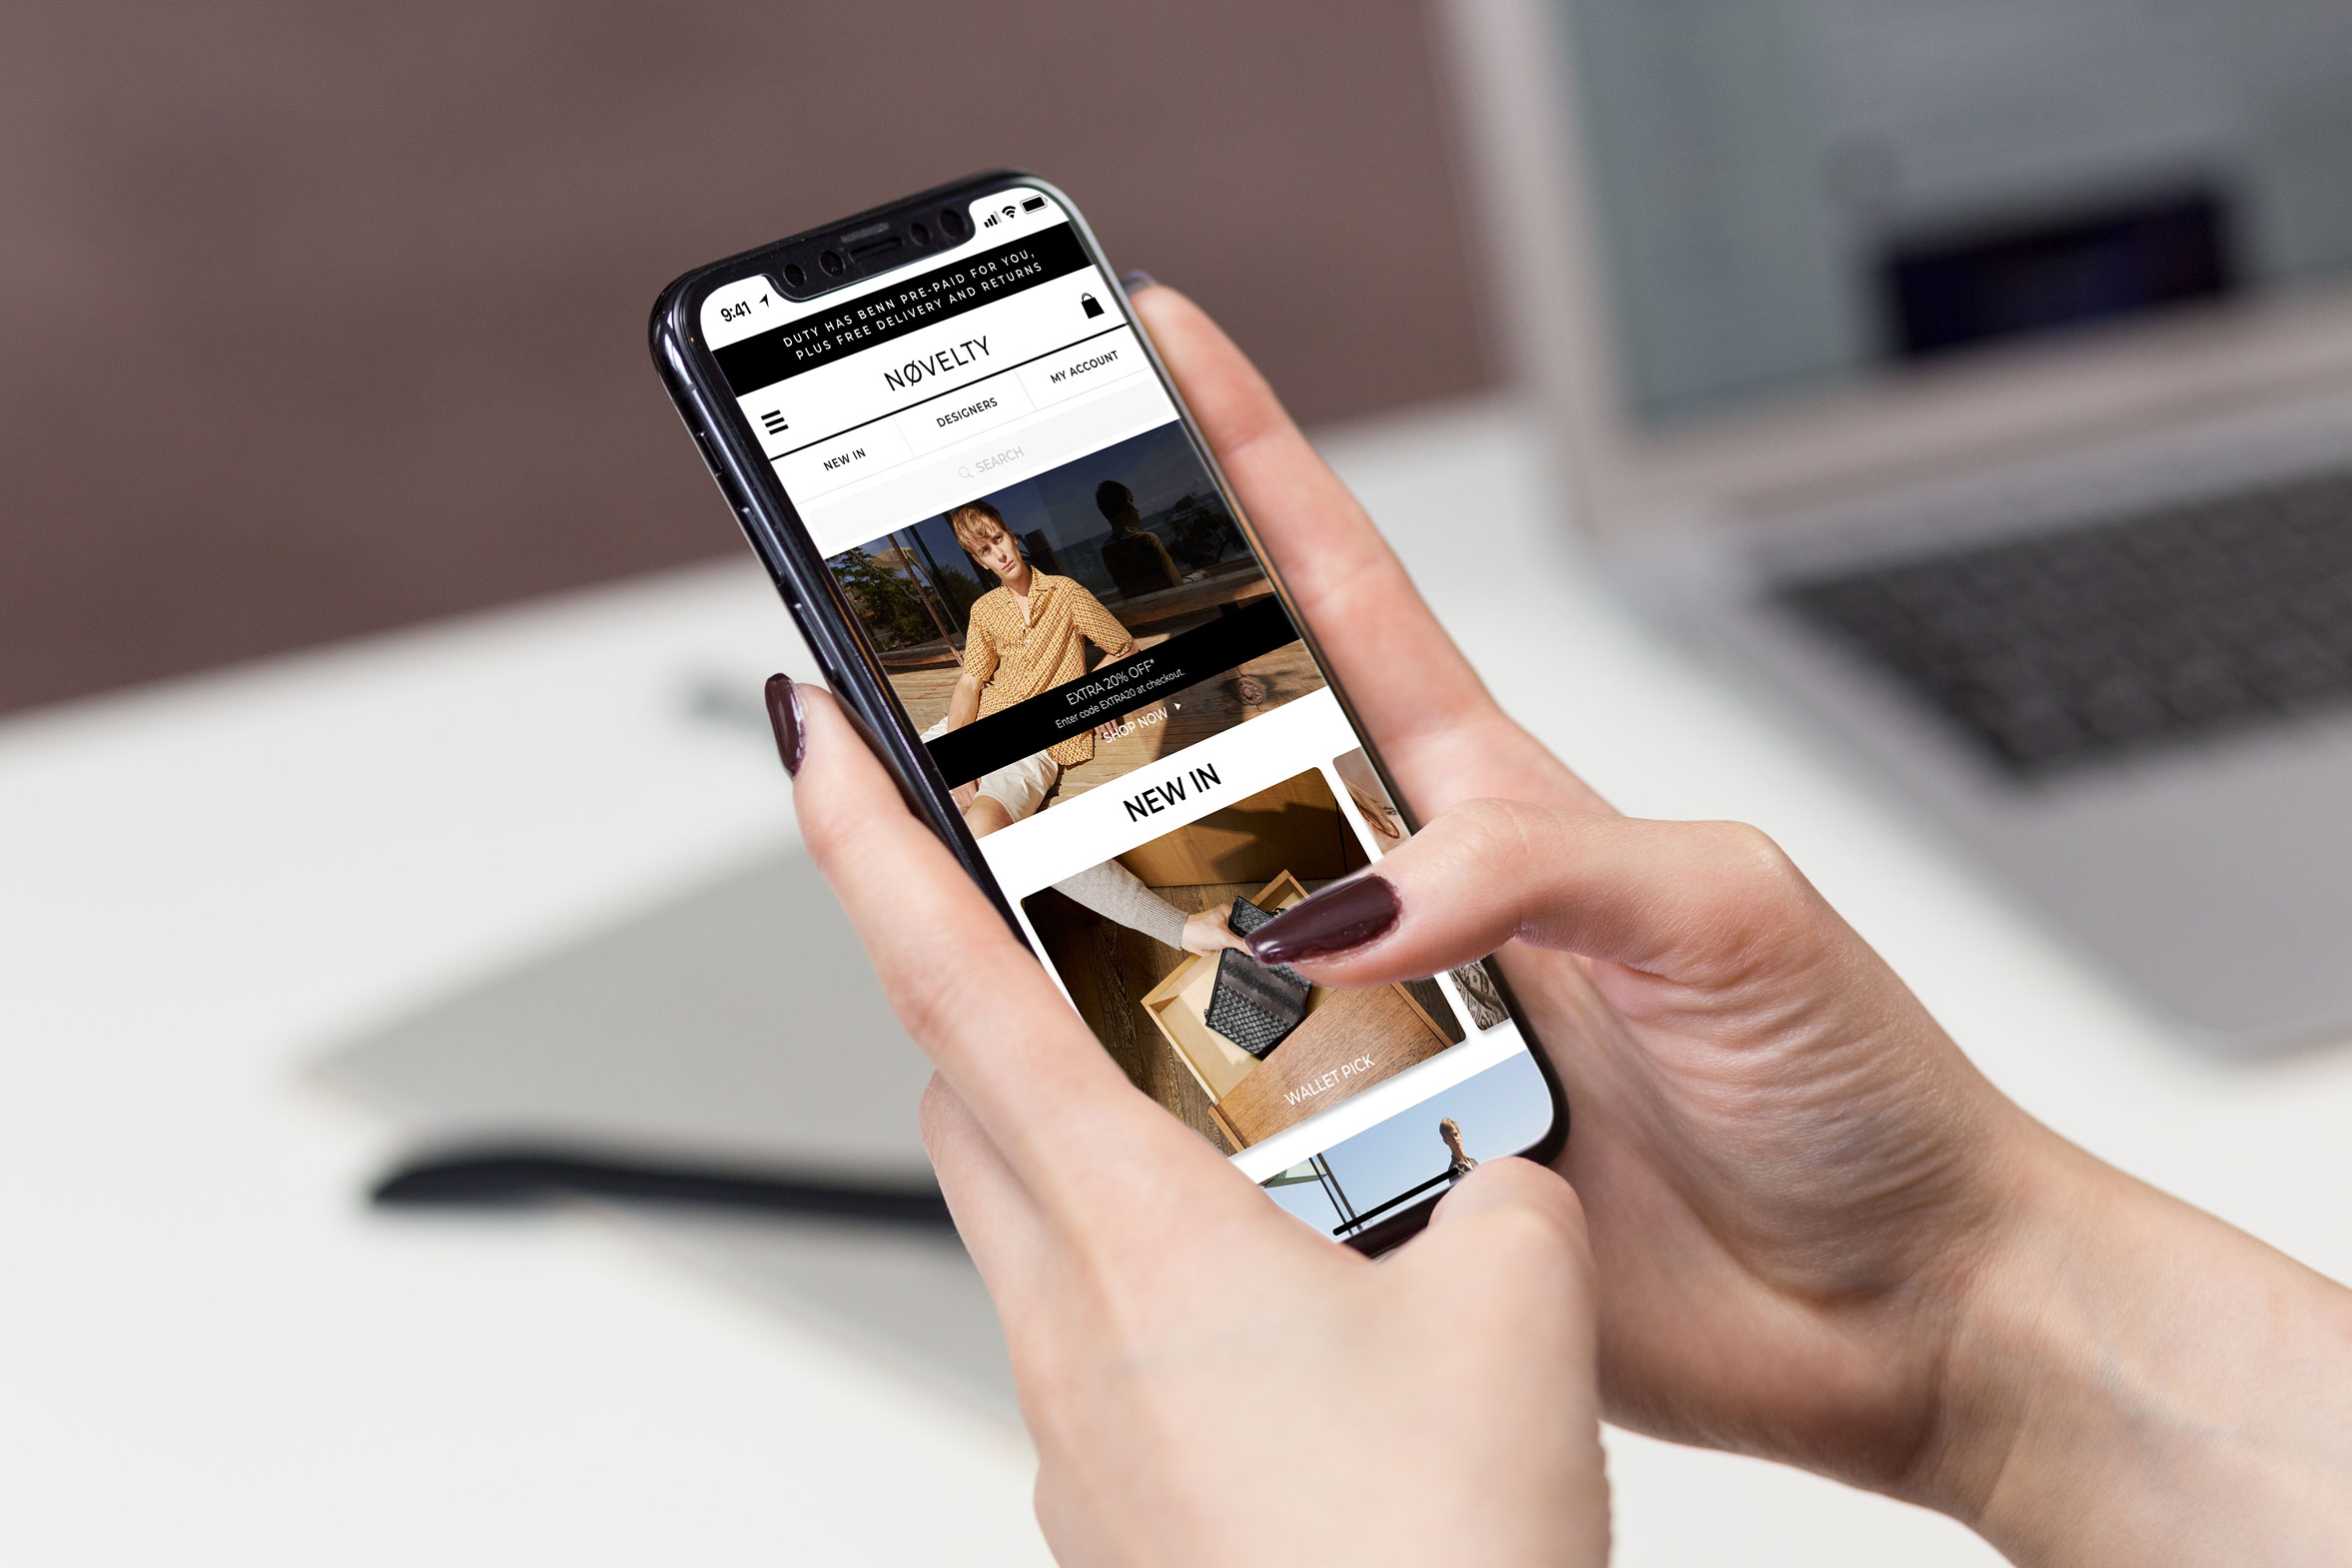 9:41
DUTY HAS BENN PRE-PAID FOR YOU,
PLUS FREE DELIVERY AND RETURNS
NØVELTY
NEW IN
DESIGNERS
MY ACCOUNT
SEARCH
EXTRA 20% OFF*
Enter code EXTRA20 at checkout.
SHOP NOW
NEW IN
WALLET PICK